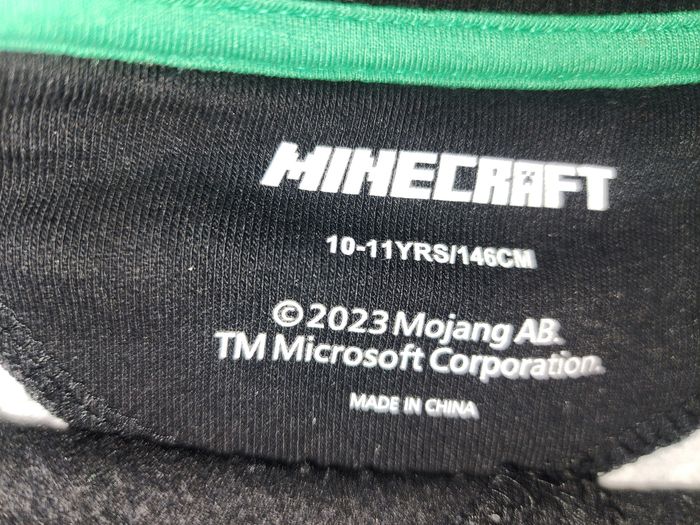 MINECRAFT
10-11YRS/146CM
©2023 Mojang AB.
TM Microsoft Corporation.
MADE IN CHINA